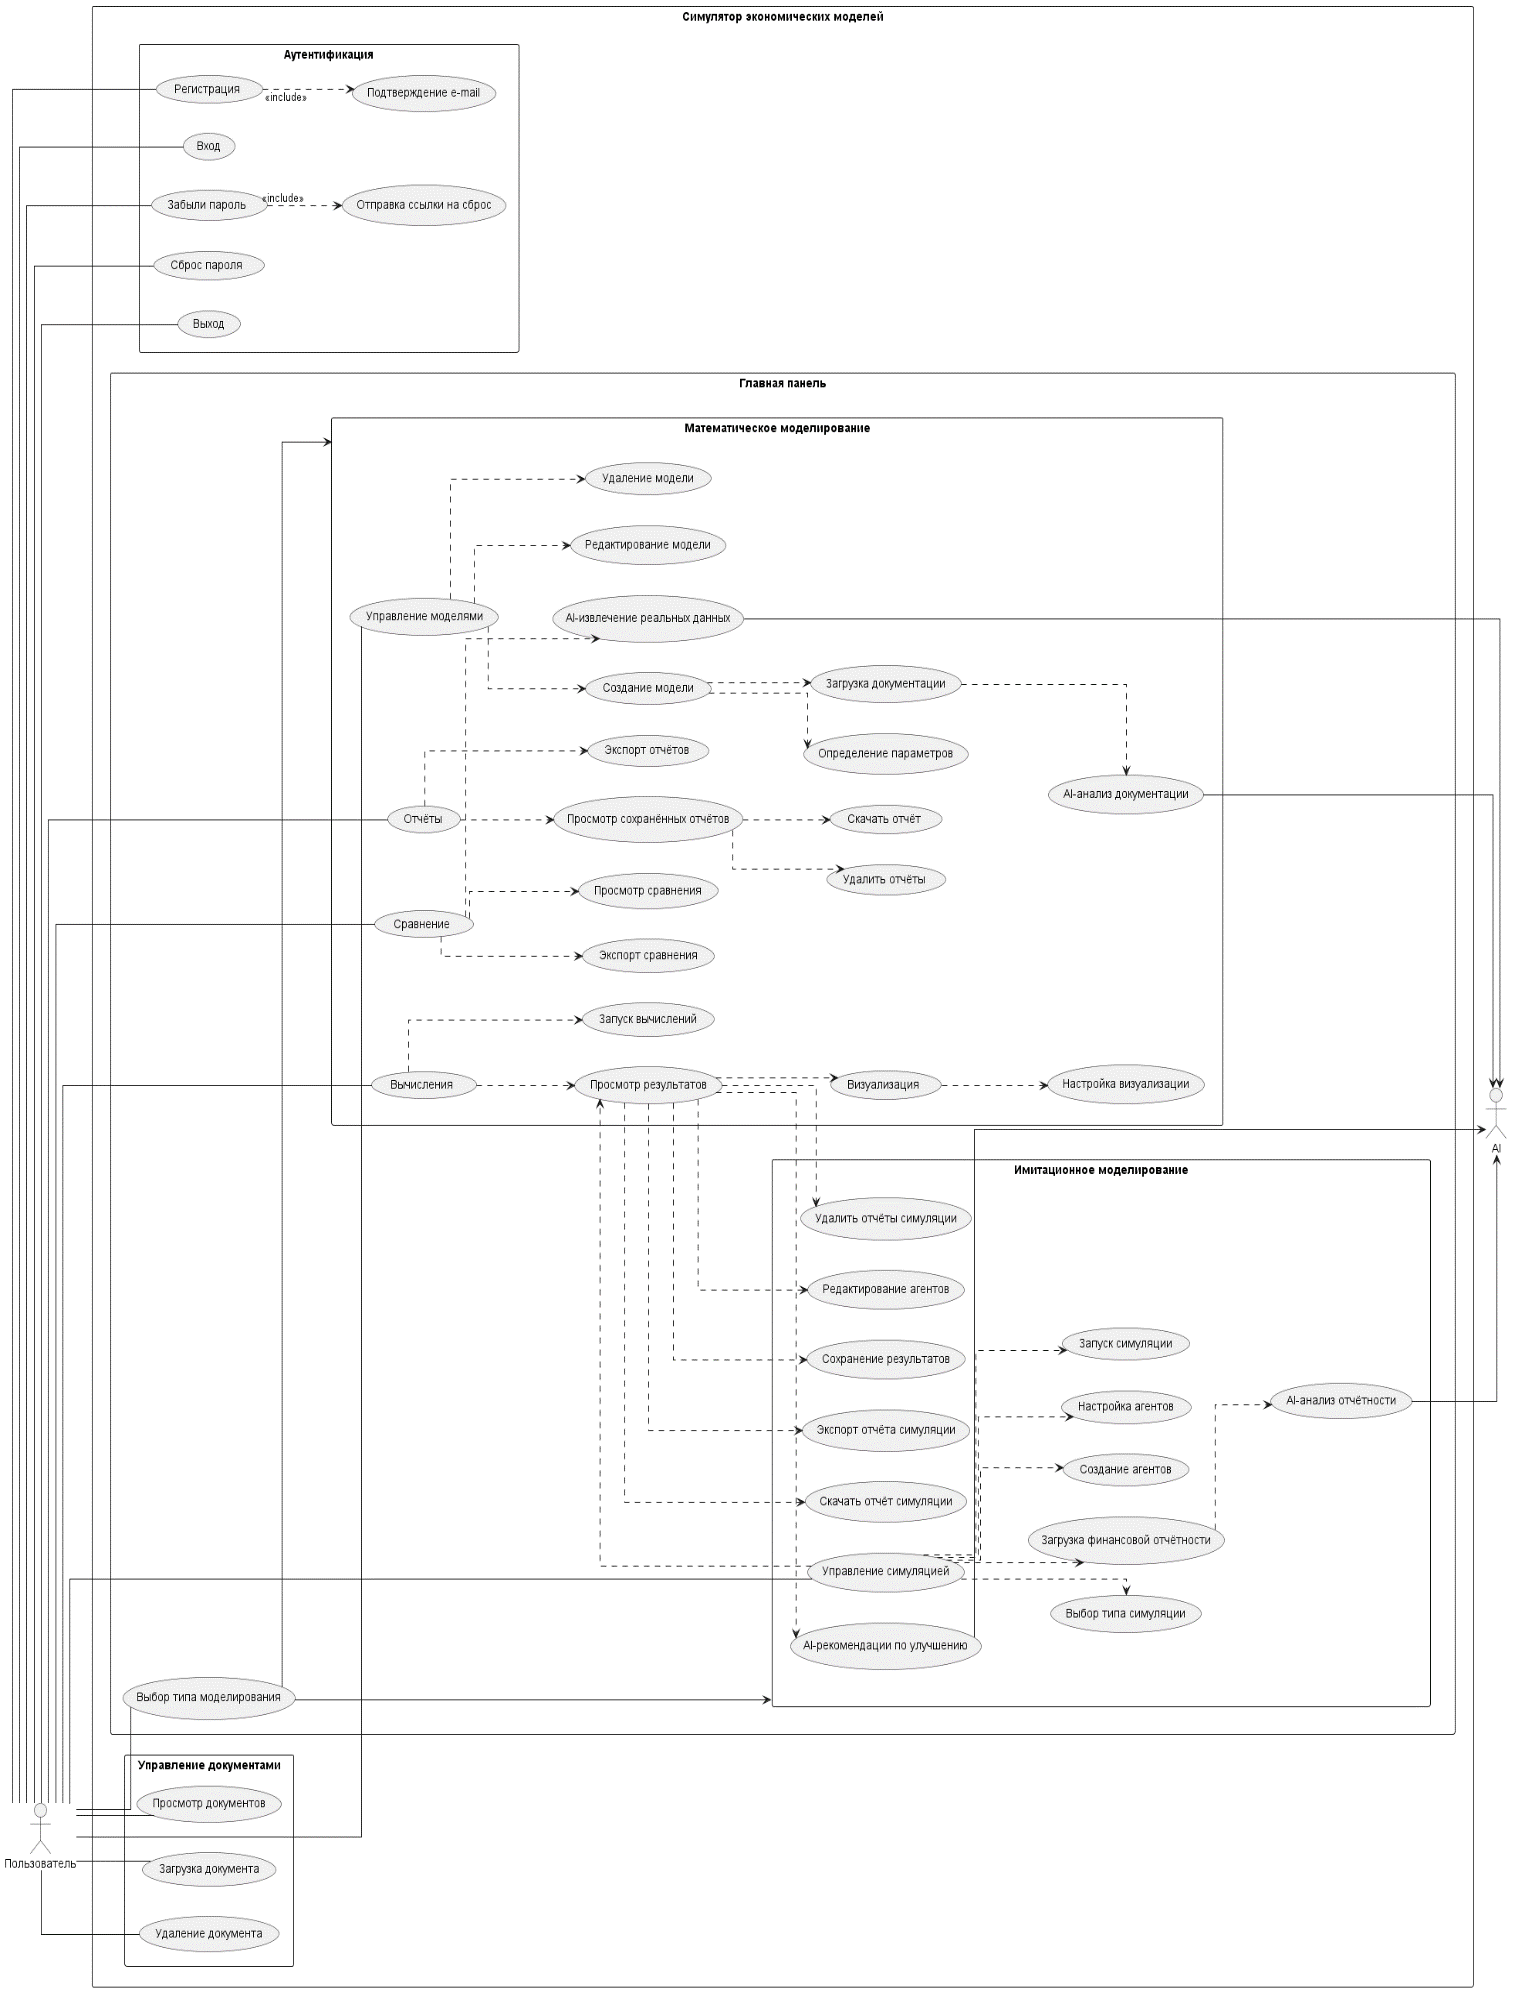 Симулятор экономических моделей
Аутентификация
Регистрация
«include»
Подтверждение e-mail
Вход
Забыли пароль
«include»
Отправка ссылки на сброс
Сброс пароля
Выход
Главная панель
Математическое моделирование
Удаление модели
Редактирование модели
Управление моделями
AI-извлечение реальных данных
Создание модели
Загрузка документации
Экспорт отчётов
Определение параметров
AI-анализ документации
Отчёты
Просмотр сохранённых отчётов
Скачать отчёт
Удалить отчёты
Просмотр сравнения
Сравнение
Экспорт сравнения
Запуск вычислений
Вычисления
Просмотр результатов
Визуализация
Настройка визуализации
AI
Имитационное моделирование
Удалить отчёты симуляции
Редактирование агентов
Запуск симуляции
Сохранение результатов
Настройка агентов
AI-анализ отчётности
Экспорт отчёта симуляции
Создание агентов
Скачать отчёт симуляции
Загрузка финансовой отчётности
Управление симуляцией
Выбор типа симуляции
AI-рекомендации по улучшению
Выбор типа моделирования
Управление документами
Просмотр документов
Пользователь
Загрузка документа
Удаление документа